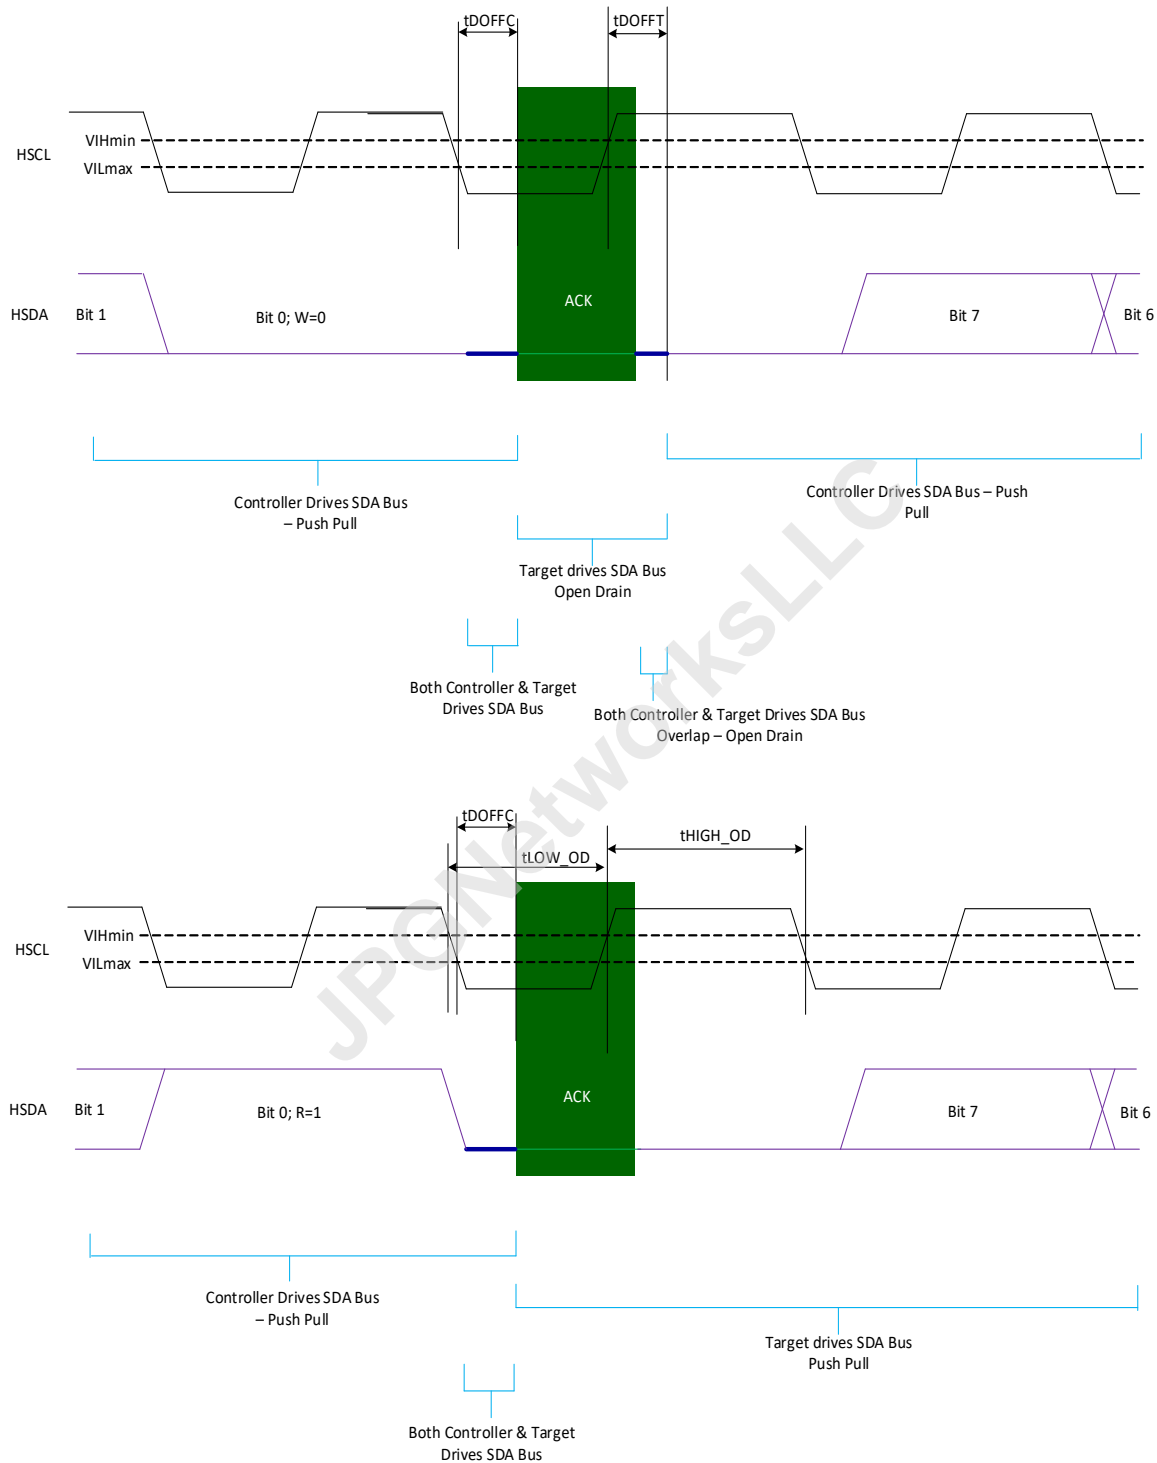 tDOFFC
tDOFFT
VIHmin
HSCL
VILmax
ACK
HSDA
Bit 1
Bit 0; W=0
Bit 7
Bit 6
Controller Drives SDA Bus
– Push Pull
Controller Drives SDA Bus – Push
Pull
Target drives SDA Bus
Open Drain
Both Controller & Target
Drives SDA Bus
Both Controller & Target Drives SDA Bus
Overlap – Open Drain
JPGNetworksLLC
tDOFFC
tHIGH_OD
tLOW_OD
VIHmin
HSCL
VILmax
ACK
HSDA
Bit 1
Bit 0; R=1
Bit 7
Bit 6
Controller Drives SDA Bus
– Push Pull
Target drives SDA Bus
Push Pull
Both Controller & Target
Drives SDA Bus